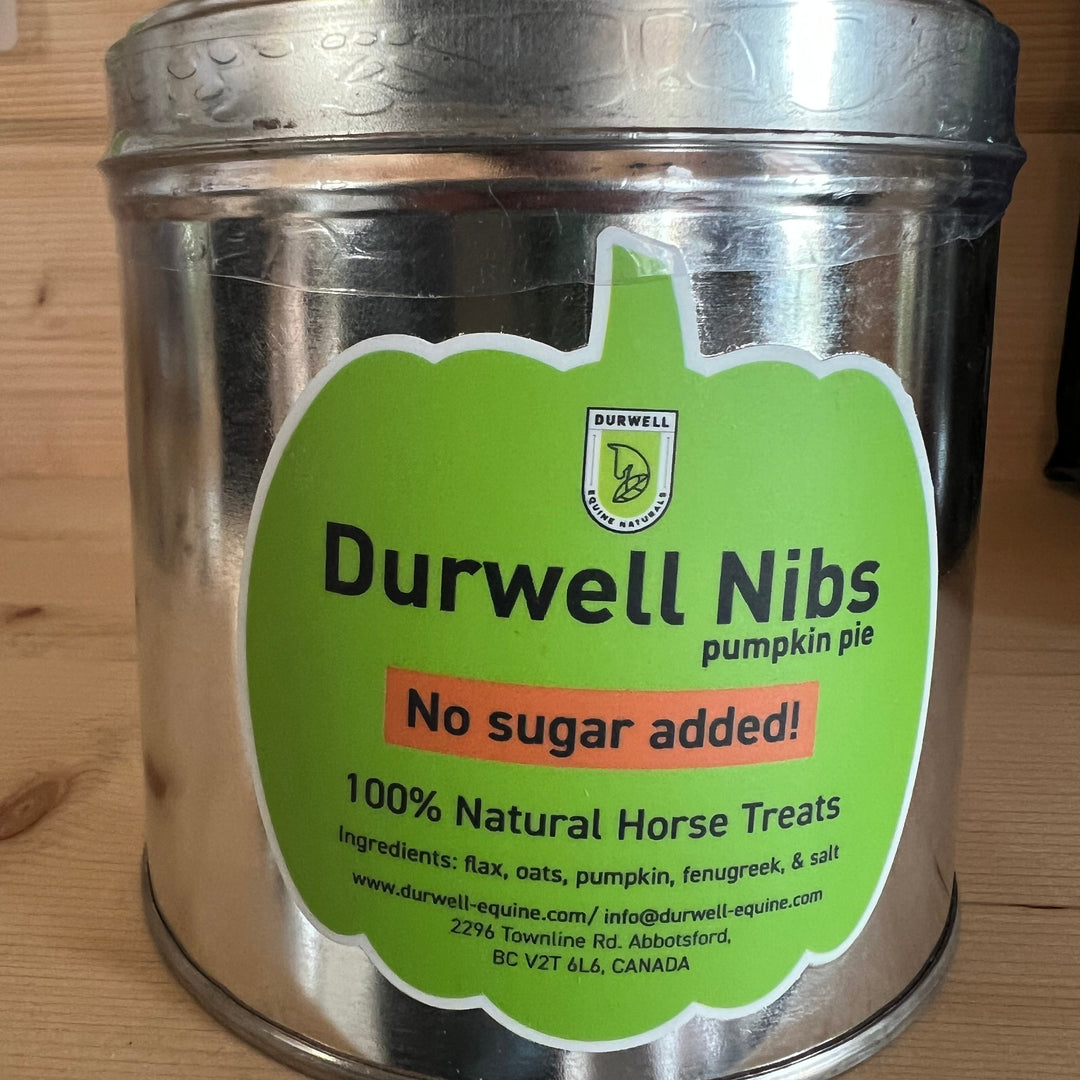 DURWELL
EQUINE NATURALS
Durwell Nibs
pumpkin pie
No sugar added!
100% Natural Horse Treats
Ingredients: flax, oats, pumpkin, fenugreek, & salt
www.durwell-equine.com/ info@durwell-equine.com
2296 Townline Rd. Abbotsford,
BC V2T 6L6, CANADA